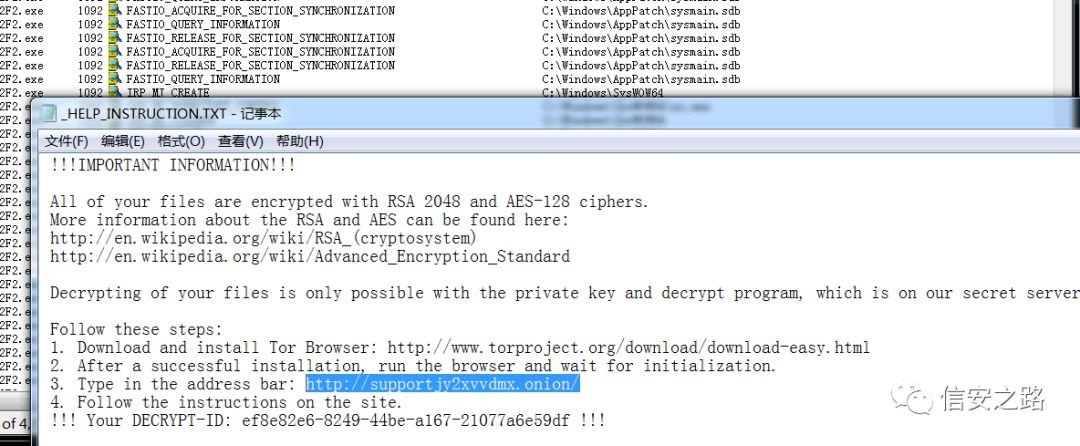 2F2.exe 1092 FASTIO_ACQUIRE_FOR_SECTION_SYNCHRONIZATION C:\Windows\AppPatch\sysmain.sdb
2F2.exe 1092 FASTIO_QUERY_INFORMATION C:\Windows\AppPatch\sysmain.sdb
2F2.exe 1092 FASTIO_RELEASE_FOR_SECTION_SYNCHRONIZATION C:\Windows\AppPatch\sysmain.sdb
2F2.exe 1092 FASTIO_ACQUIRE_FOR_SECTION_SYNCHRONIZATION C:\Windows\AppPatch\sysmain.sdb
2F2.exe 1092 FASTIO_RELEASE_FOR_SECTION_SYNCHRONIZATION C:\Windows\AppPatch\sysmain.sdb
2F2.exe 1092 FASTIO_QUERY_INFORMATION C:\Windows\AppPatch\sysmain.sdb
2F2.exe 1092 IRP_MT_CREATE C:\Windows\SysWOW64
_HELP_INSTRUCTION.TXT - 记事本
文件(F) 编辑(E) 格式(O) 查看(V) 帮助(H)
!!!IMPORTANT INFORMATION!!!
All of your files are encrypted with RSA 2048 and AES-128 ciphers.
More information about the RSA and AES can be found here:
http://en.wikipedia.org/wiki/RSA_(cryptosystem)
http://en.wikipedia.org/wiki/Advanced_Encryption_Standard
Decrypting of your files is only possible with the private key and decrypt program, which is on our secret server
Follow these steps:
1. Download and install Tor Browser: http://www.torproject.org/download/download-easy.html
2. After a successful installation, run the browser and wait for initialization.
3. Type in the address bar: http://supportjy2xvvdmx.onion/
4. Follow the instructions on the site.
!!! Your DECRYPT-ID: ef8e82e6-8249-44be-a167-21077a6e59df !!!
of 4,
信安之路